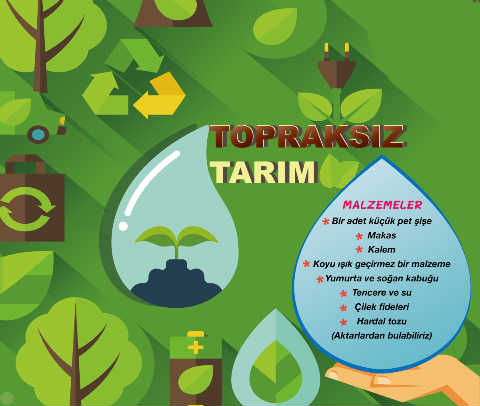 TOPRAKSIZ
TARIM
MALZEMELER
* Bir adet küçük pet şişe
* Makas
* Kalem
* Koyu ışık geçirmez bir malzeme
* Yumurta ve soğan kabuğu
* Tencere ve su
* Çilek fideleri
* Hardal tozu
(Aktarlardan bulabiliriz)